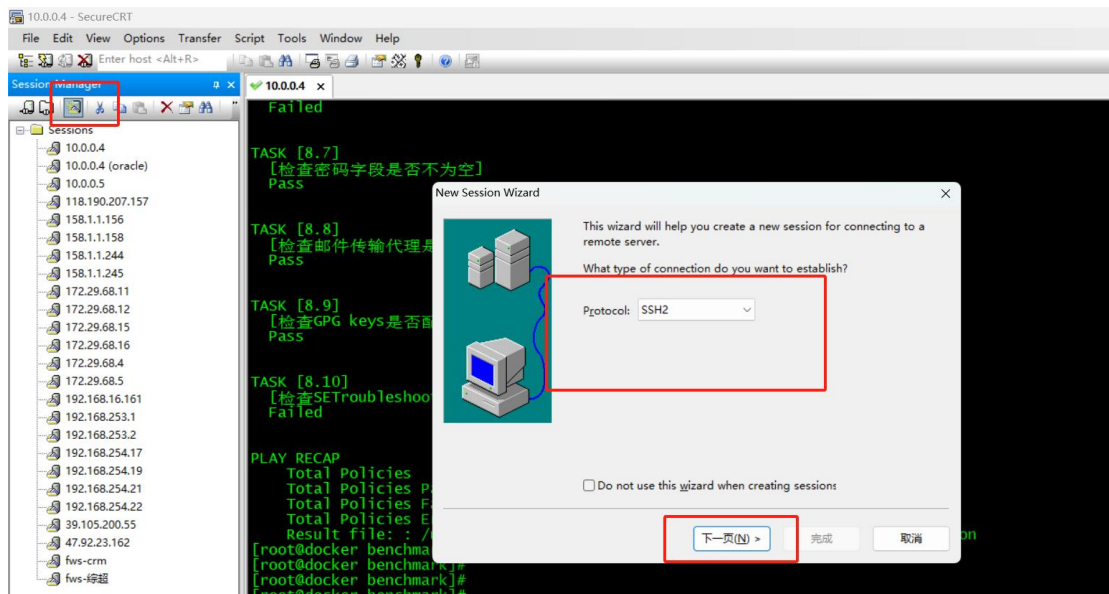 10.0.0.4 - SecureCRT
File Edit View Options Transfer Script Tools Window Help
Enter host <Alt+R>
Session Manager
10.0.0.4
Sessions
10.0.0.4
10.0.0.4 (oracle)
10.0.0.5
118.190.207.157
158.1.1.156
158.1.1.158
158.1.1.244
158.1.1.245
172.29.68.11
172.29.68.12
172.29.68.15
172.29.68.16
172.29.68.4
172.29.68.5
192.168.16.161
192.168.253.1
192.168.253.2
192.168.254.17
192.168.254.19
192.168.254.21
192.168.254.22
39.105.200.55
47.92.23.162
fws-crm
fws-综超
Failed
TASK [8.7]
[检查密码字段是否不为空]
Pass
TASK [8.8]
[检查邮件传输代理是
Pass
TASK [8.9]
[检查GPG keys是否配
Pass
TASK [8.10]
[检查SETroubleshoo
Failed
PLAY RECAP
Total Policies
Total Policies P
Total Policies F
Total Policies E
Result file: : /
on
[root@docker benchma
[root@docker benchmark]#
[root@docker benchmark]#
[root@docker benchmark]#
New Session Wizard
This wizard will help you create a new session for connecting to a
remote server.
What type of connection do you want to establish?
Protocol: SSH2
Do not use this wizard when creating sessions
下一页(N) > 完成 取消